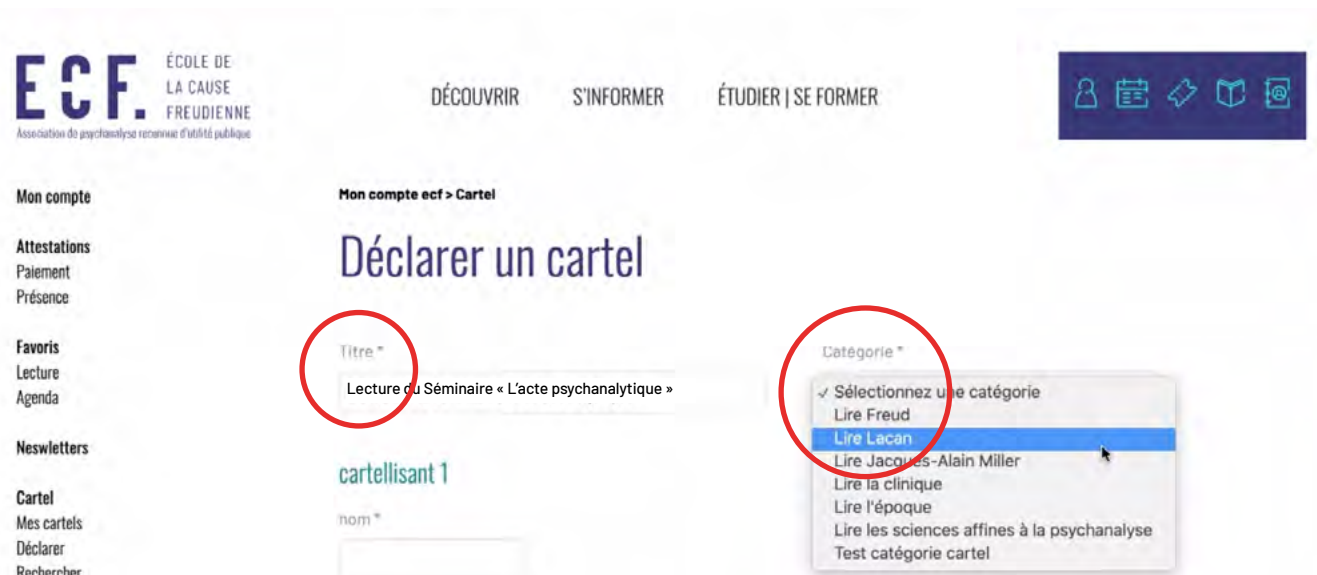 ECF.
ÉCOLE DE
LA CAUSE
FREUDIENNE
Association de psychanalyse reconnue d'utilité publique
DÉCOUVRIR S'INFORMER ÉTUDIER | SE FORMER
Mon compte
Attestations
Paiement
Présence
Favoris
Lecture
Agenda
Neswletters
Cartel
Mes cartels
Déclarer
Rechercher
Mon compte ecf > Cartel
Déclarer un cartel
Titre *
Lecture du Séminaire « L'acte psychanalytique »
Catégorie *
✓ Sélectionnez une catégorie
Lire Freud
Lire Lacan
Lire Jacques-Alain Miller
Lire la clinique
Lire l'époque
Lire les sciences affines à la psychanalyse
Test catégorie cartel
cartellisant 1
nom *